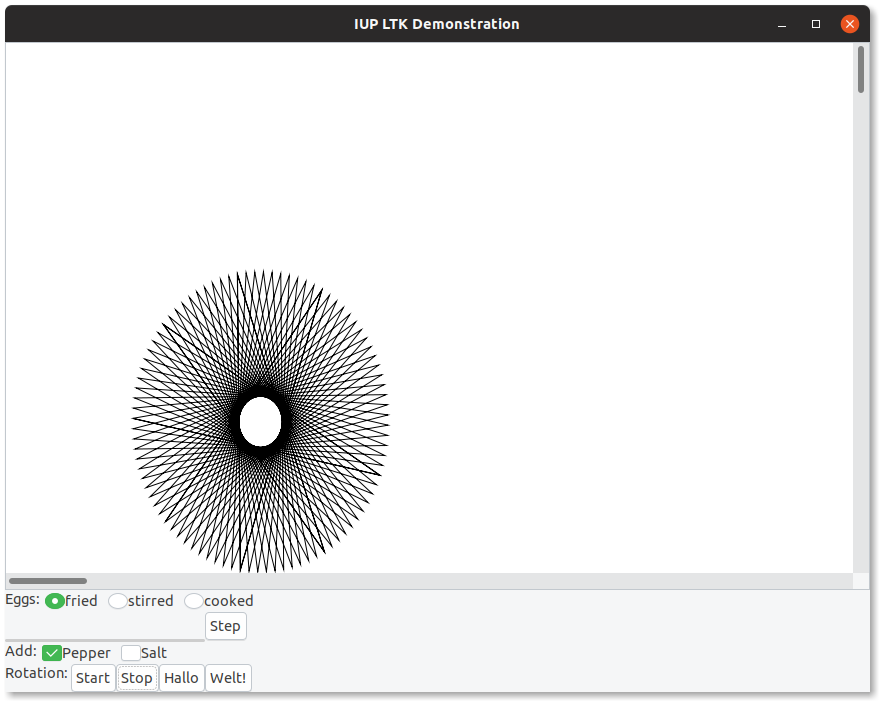 IUP LTK Demonstration
Eggs: fried stirred cooked
Step
Add: Pepper Salt
Rotation: Start Stop Hallo Welt!